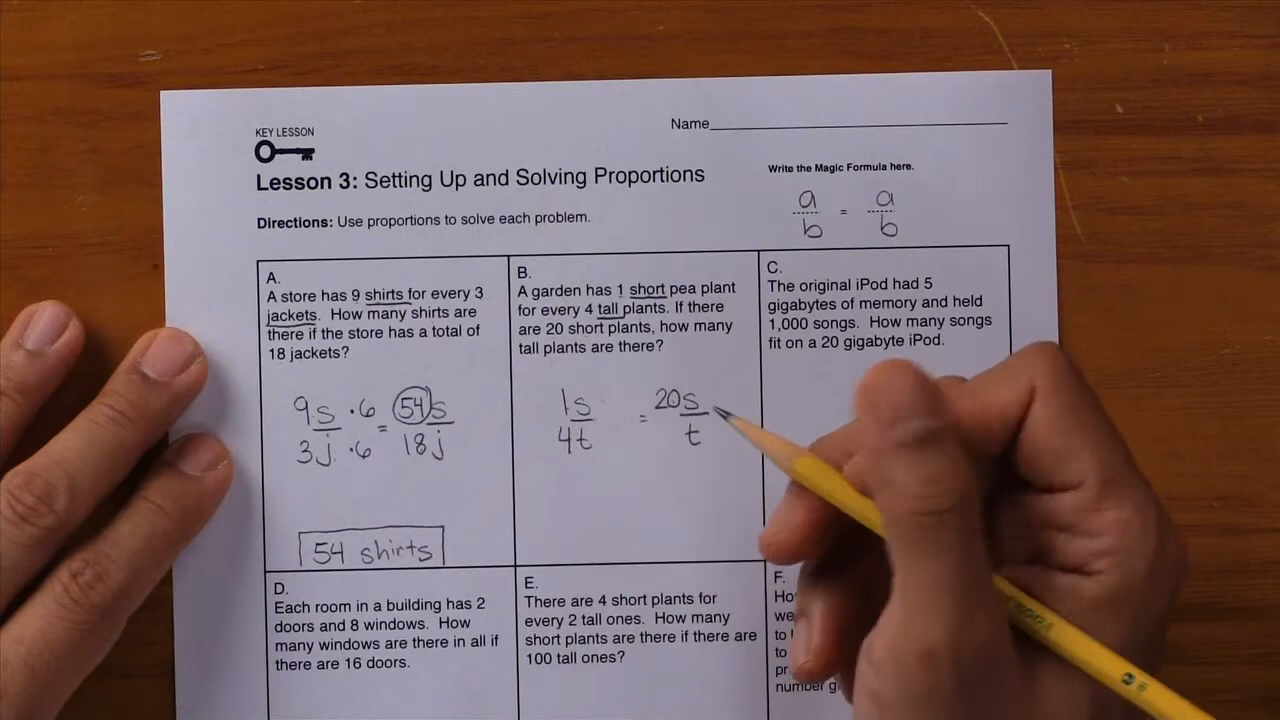 KEY LESSON
Name
Lesson 3: Setting Up and Solving Proportions
Write the Magic Formula here.
a = a
b b
Directions: Use proportions to solve each problem.
A.
A store has 9 shirts for every 3
jackets. How many shirts are
there if the store has a total of
18 jackets?
9s · 6 = 54s
3j · 6 18j
54 shirts
B.
A garden has 1 short pea plant
for every 4 tall plants. If there
are 20 short plants, how many
tall plants are there?
1s = 20s
4t t
C.
The original iPod had 5
gigabytes of memory and held
1,000 songs. How many songs
fit on a 20 gigabyte iPod.
D.
Each room in a building has 2
doors and 8 windows. How
many windows are there in all if
there are 16 doors.
E.
There are 4 short plants for
every 2 tall ones. How many
short plants are there if there are
100 tall ones?
F.
to
number